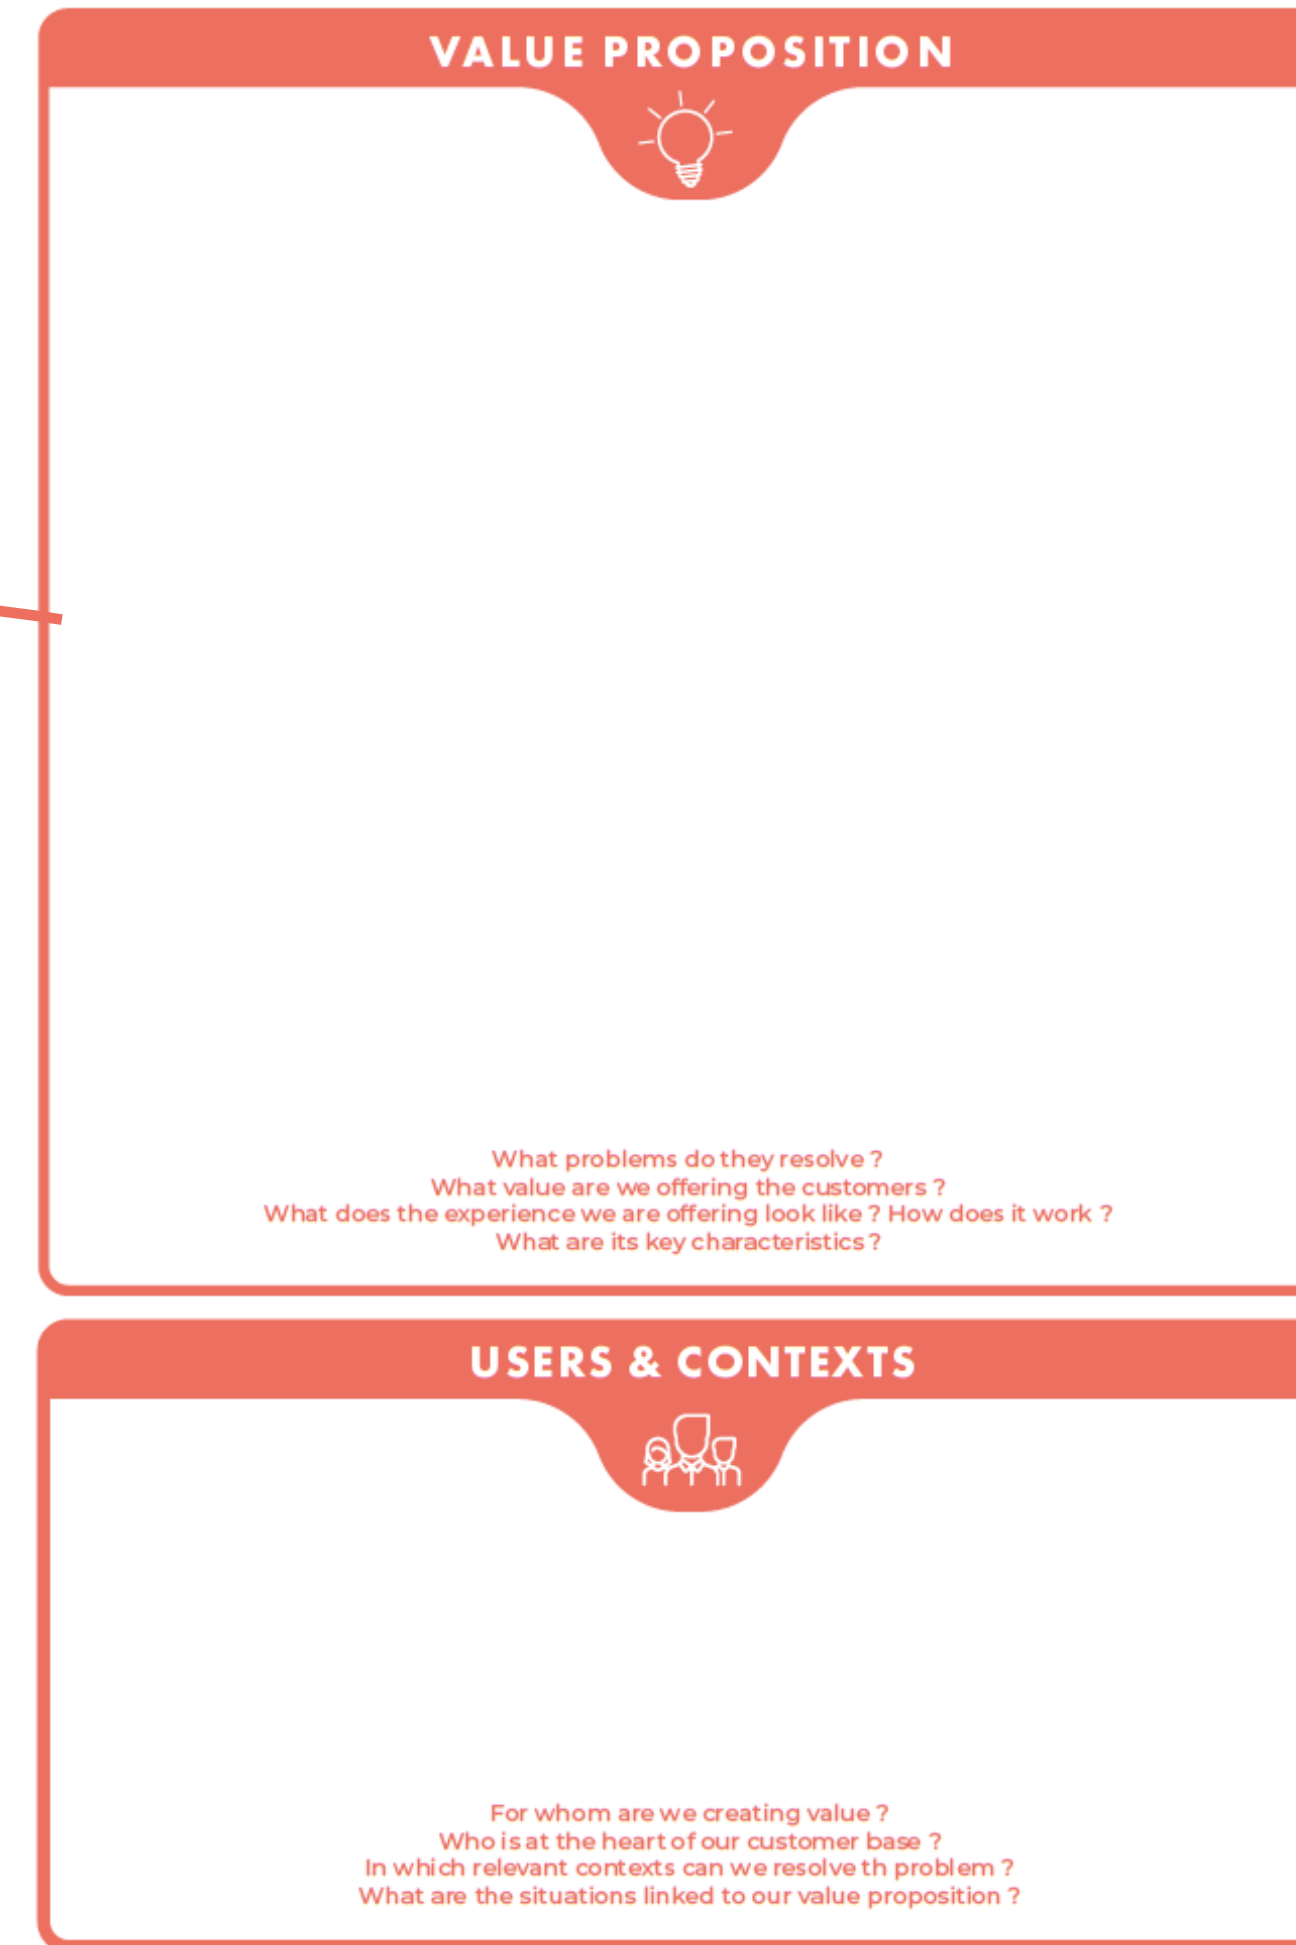 VALUE PROPOSITION
What problems do they resolve ?
What value are we offering the customers ?
What does the experience we are offering look like ? How does it work ?
What are its key characteristics ?
USERS & CONTEXTS
For whom are we creating value ?
Who is at the heart of our customer base ?
In which relevant contexts can we resolve th problem ?
What are the situations linked to our value proposition ?